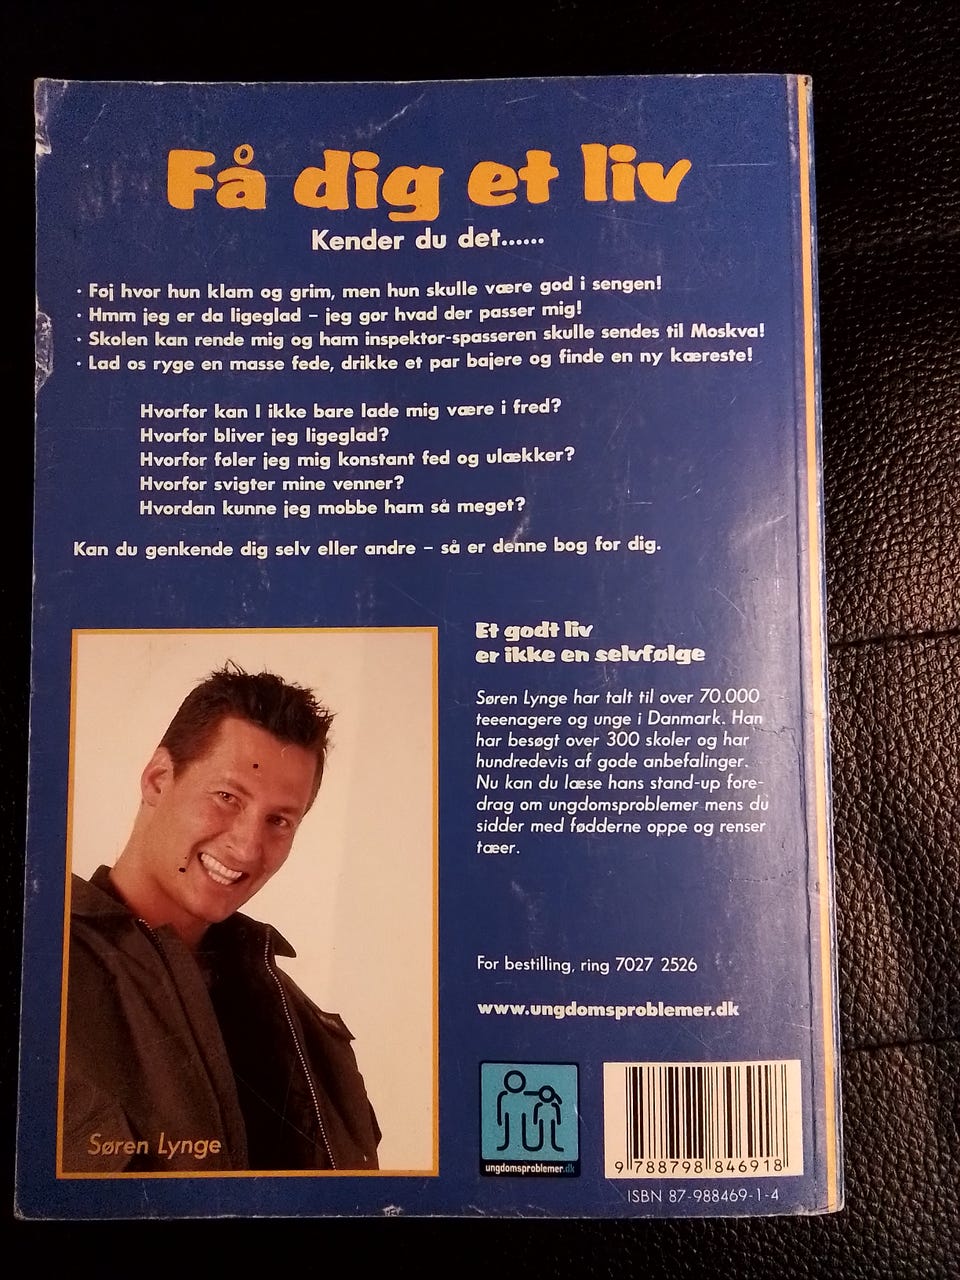 Få dig et liv
Kender du det......
· Føj hvor hun klam og grim, men hun skulle være god i sengen!
· Hmm jeg er da ligeglad – jeg gør hvad der passer mig!
· Skolen kan rende mig og ham inspektør-spasseren skulle sendes til Moskva!
· Lad os ryge en masse fede, drikke et par bajere og finde en ny kæreste!
Hvorfor kan I ikke bare lade mig være i fred?
Hvorfor bliver jeg ligeglad?
Hvorfor føler jeg mig konstant fed og ulækker?
Hvorfor svigter mine venner?
Hvordan kunne jeg mobbe ham så meget?
Kan du genkende dig selv eller andre – så er denne bog for dig.
Et godt liv
er ikke en selvfølge
Søren Lynge har talt til over 70.000
teeenagere og unge i Danmark. Han
har besøgt over 300 skoler og har
hundredevis af gode anbefalinger.
Nu kan du læse hans stand-up fore-
drag om ungdomsproblemer mens du
sidder med fødderne oppe og renser
tæer.
For bestilling, ring 7027 2526
www.ungdomsproblemer.dk
Søren Lynge
ungdomsproblemer.dk
9 788798 846918
ISBN 87-988469-1-4